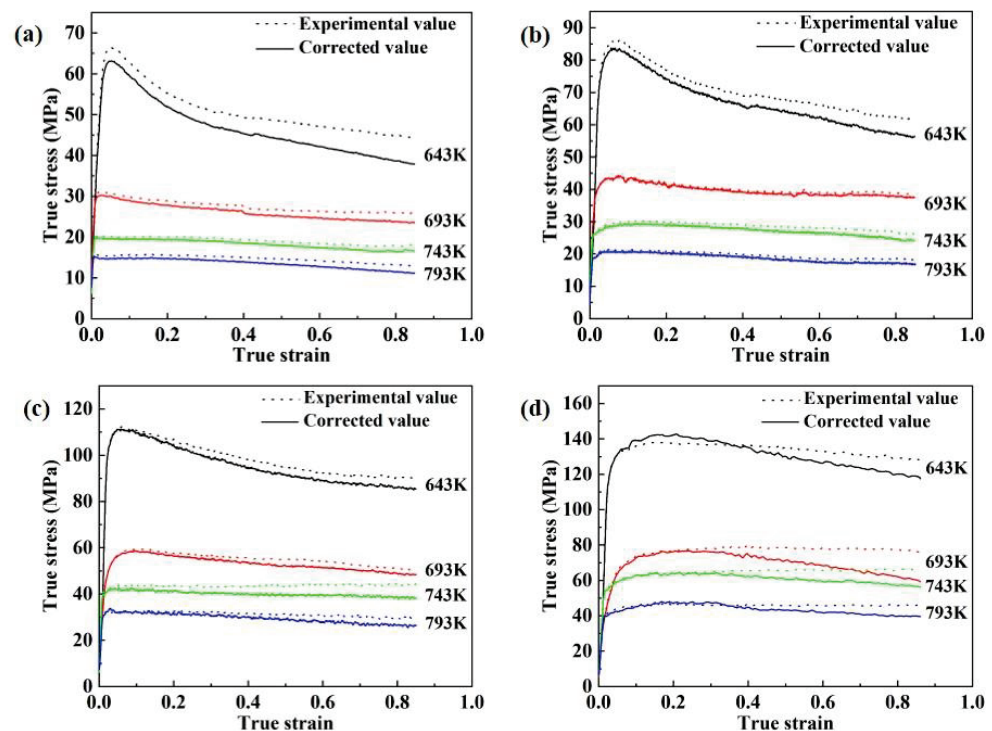 (a)
Experimental value
Corrected value
True stress (MPa)
70
60
50
40
30
20
10
0
643K
693K
743K
793K
0.0 0.2 0.4 0.6 0.8 1.0
True strain
(b)
Experimental value
Corrected value
True stress (MPa)
90
80
70
60
50
40
30
20
10
0
643K
693K
743K
793K
0.0 0.2 0.4 0.6 0.8 1.0
True strain
(c)
Experimental value
Corrected value
True stress (MPa)
120
100
80
60
40
20
0
643K
693K
743K
793K
0.0 0.2 0.4 0.6 0.8 1.0
True strain
(d)
Experimental value
Corrected value
True stress (MPa)
160
140
120
100
80
60
40
20
0
643K
693K
743K
793K
0.0 0.2 0.4 0.6 0.8 1.0
True strain